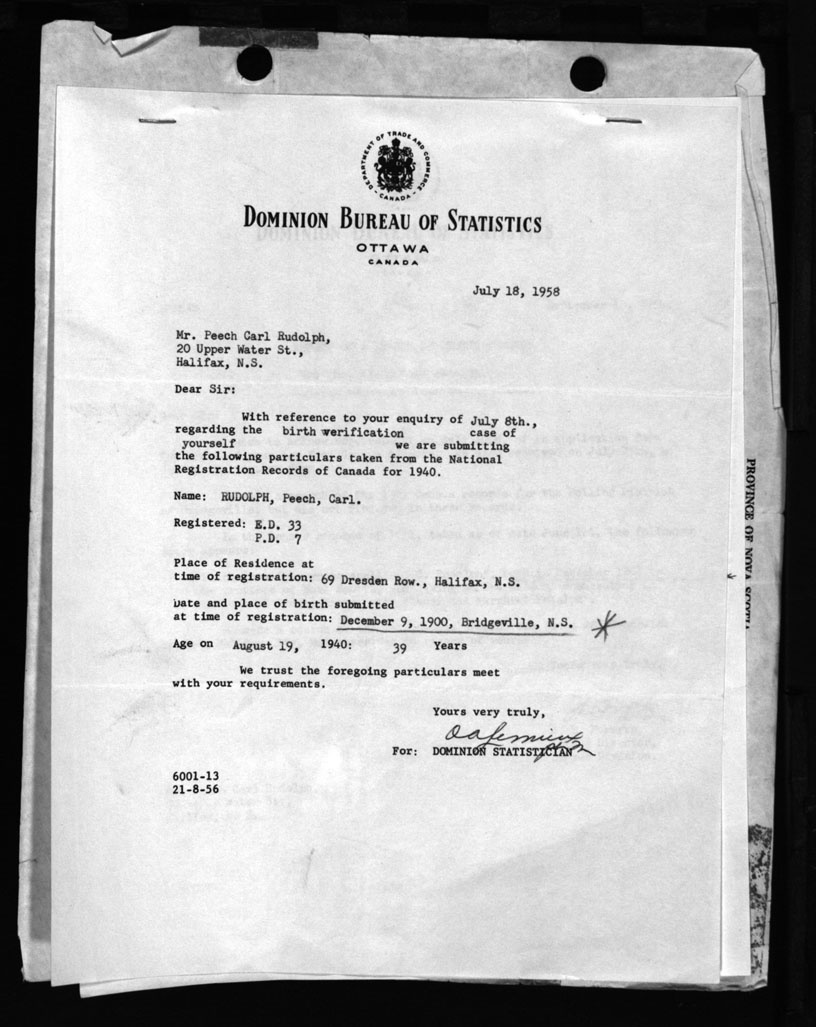 DEPARTMENT OF TRADE AND COMMERCE
- CANADA -
DOMINION BUREAU OF STATISTICS
OTTAWA
CANADA
July 18, 1958
Mr. Peech Carl Rudolph,
20 Upper Water St.,
Halifax, N.S.
Dear Sir:
With reference to your enquiry of July 8th.,
regarding the birth verification case of
yourself we are submitting
the following particulars taken from the National
Registration Records of Canada for 1940.
Name: RUDOLPH, Peech, Carl.
Registered: E.D. 33
P.D. 7
Place of Residence at
time of registration: 69 Dresden Row., Halifax, N.S.
Date and place of birth submitted
at time of registration: December 9, 1900, Bridgeville, N.S.
Age on August 19, 1940: 39 Years
We trust the foregoing particulars meet
with your requirements.
Yours very truly,
For: DOMINION STATISTICIAN
6001-13
21-8-56
PROVINCE OF NOVA SCOTIA